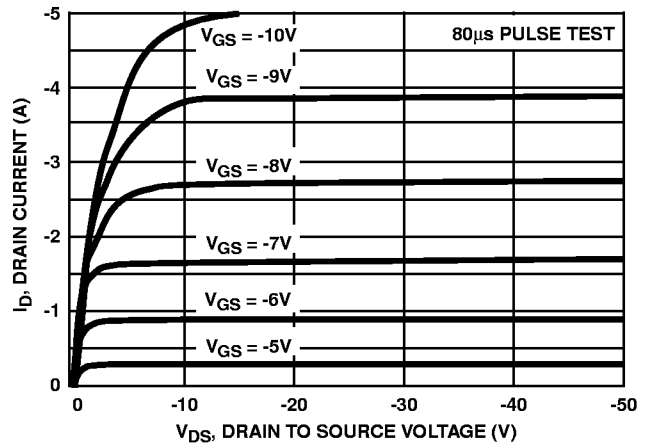 -5
V_GS = -10V
80μs PULSE TEST
V_GS = -9V
-4
-3
V_GS = -8V
-2
V_GS = -7V
-1
V_GS = -6V
V_GS = -5V
0
I_D, DRAIN CURRENT (A)
0 -10 -20 -30 -40 -50
V_DS, DRAIN TO SOURCE VOLTAGE (V)